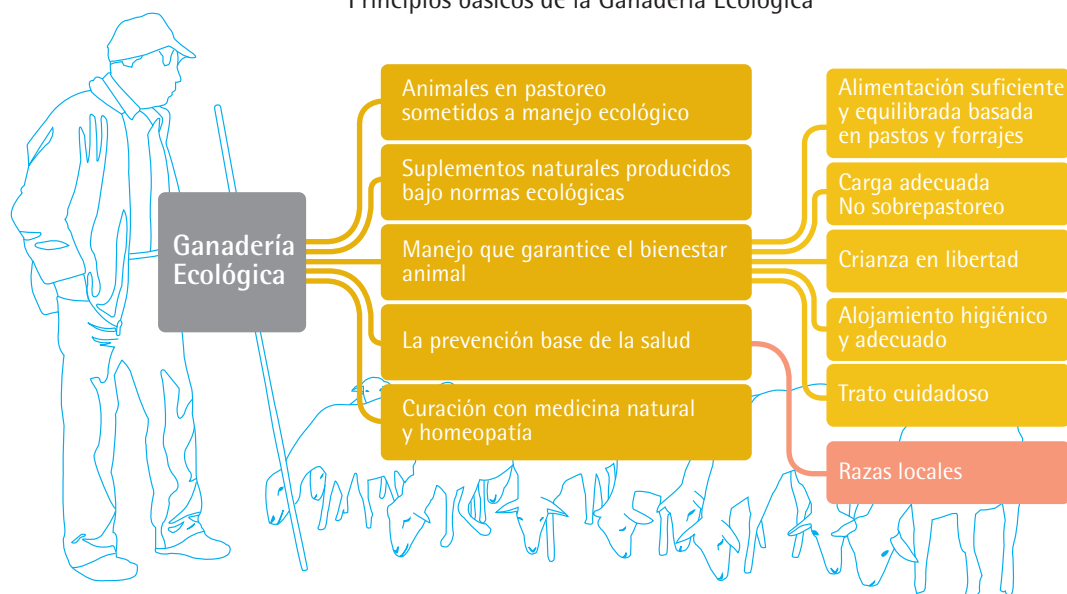 Principios básicos de la Ganadería Ecológica
Ganadería
Ecológica
Animales en pastoreo
sometidos a manejo ecológico
Suplementos naturales producidos
bajo normas ecológicas
Manejo que garantice el bienestar
animal
La prevención base de la salud
Curación con medicina natural
y homeopatía
Alimentación suficiente
y equilibrada basada
en pastos y forrajes
Carga adecuada
No sobrepastoreo
Crianza en libertad
Alojamiento higiénico
y adecuado
Trato cuidadoso
Razas locales